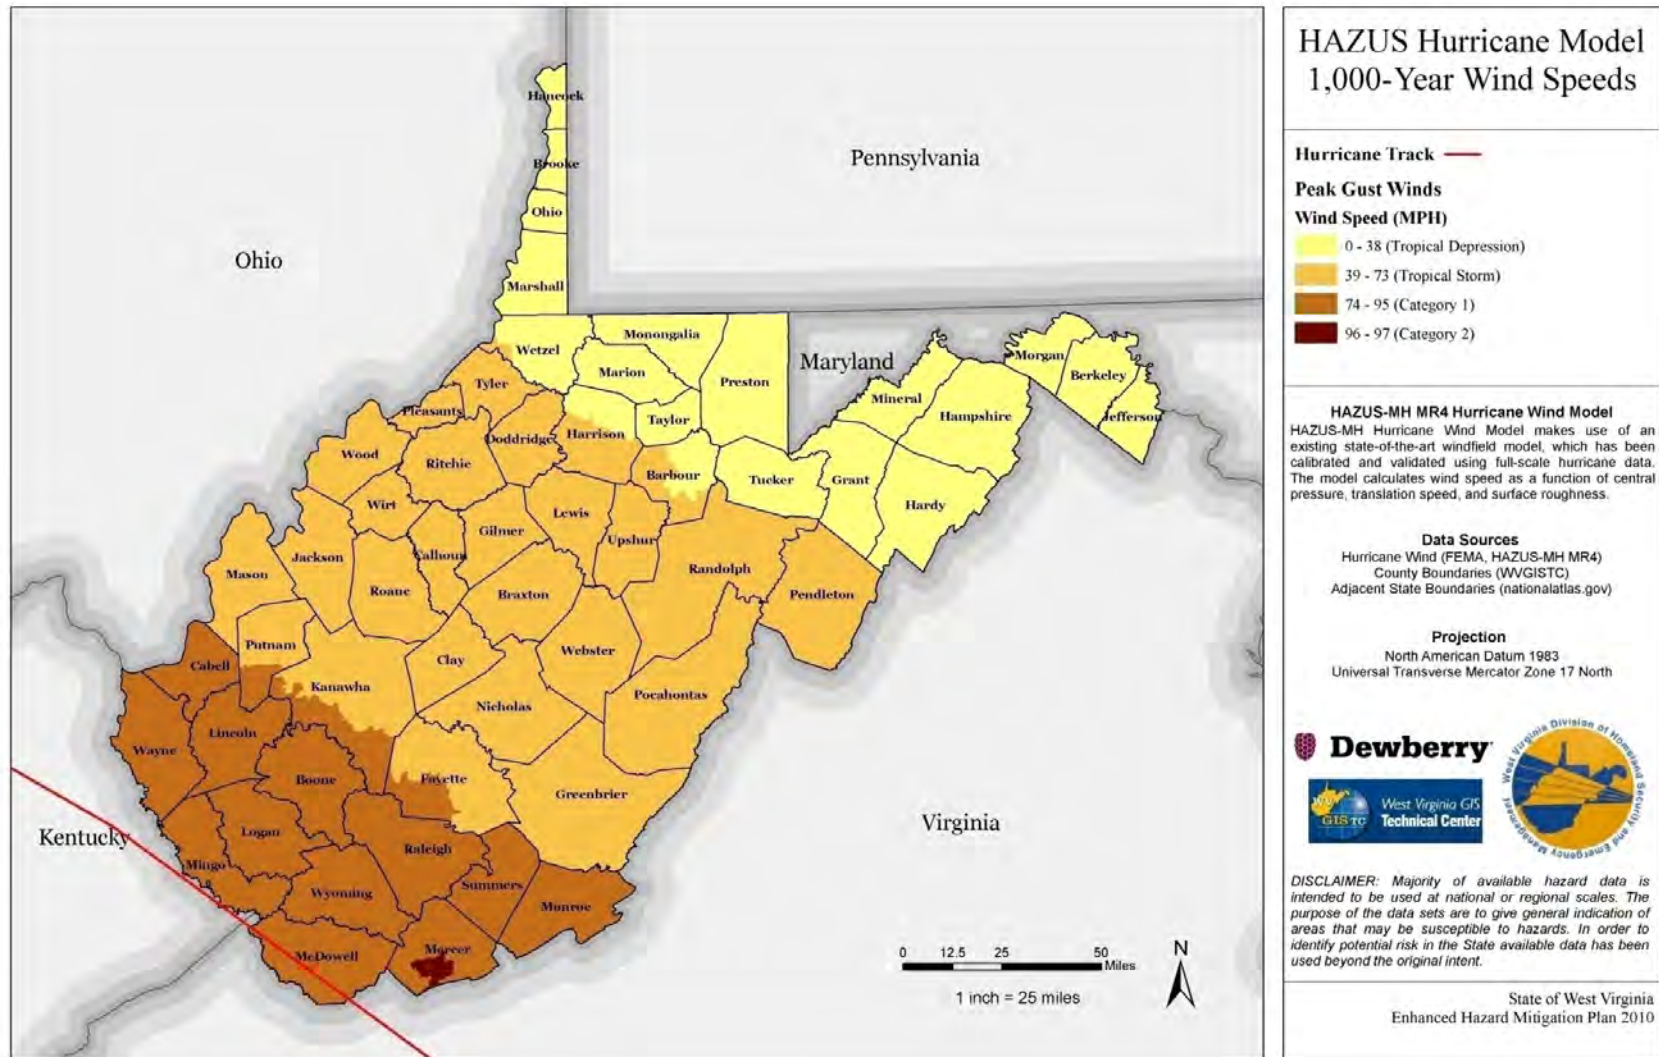 Hancock
Brooke
Ohio
Marshall
Pennsylvania
Ohio
Wetzel
Monongalia
Marion
Preston
Taylor
Maryland
Morgan
Berkeley
Jefferson
Mineral
Hampshire
Tyler
Pleasants
Doddridge
Harrison
Barbour
Tucker
Grant
Hardy
Wood
Ritchie
Wirt
Calhoun
Gilmer
Lewis
Upshur
Randolph
Pendleton
Mason
Jackson
Roane
Braxton
Webster
Pocahontas
Putnam
Cabell
Kanawha
Clay
Nicholas
Wayne
Lincoln
Boone
Fayette
Greenbrier
Kentucky
Virginia
Mingo
Logan
Raleigh
Wyoming
Summers
Monroe
McDowell
Mercer
0 12.5 25 50
Miles
1 inch = 25 miles
N
HAZUS Hurricane Model
1,000-Year Wind Speeds
Hurricane Track
Peak Gust Winds
Wind Speed (MPH)
0 - 38 (Tropical Depression)
39 - 73 (Tropical Storm)
74 - 95 (Category 1)
96 - 97 (Category 2)
HAZUS-MH MR4 Hurricane Wind Model
HAZUS-MH Hurricane Wind Model makes use of an
existing state-of-the-art windfield model, which has been
calibrated and validated using full-scale hurricane data.
The model calculates wind speed as a function of central
pressure, translation speed, and surface roughness.
Data Sources
Hurricane Wind (FEMA, HAZUS-MH MR4)
County Boundaries (WVGISTC)
Adjacent State Boundaries (nationalatlas.gov)
Projection
North American Datum 1983
Universal Transverse Mercator Zone 17 North
Dewberry
WV
GIS TC
West Virginia GIS
Technical Center
West Virginia Division of Homeland Security and Emergency Management
DISCLAIMER: Majority of available hazard data is
intended to be used at national or regional scales. The
purpose of the data sets are to give general indication of
areas that may be susceptible to hazards. In order to
identify potential risk in the State available data has been
used beyond the original intent.
State of West Virginia
Enhanced Hazard Mitigation Plan 2010